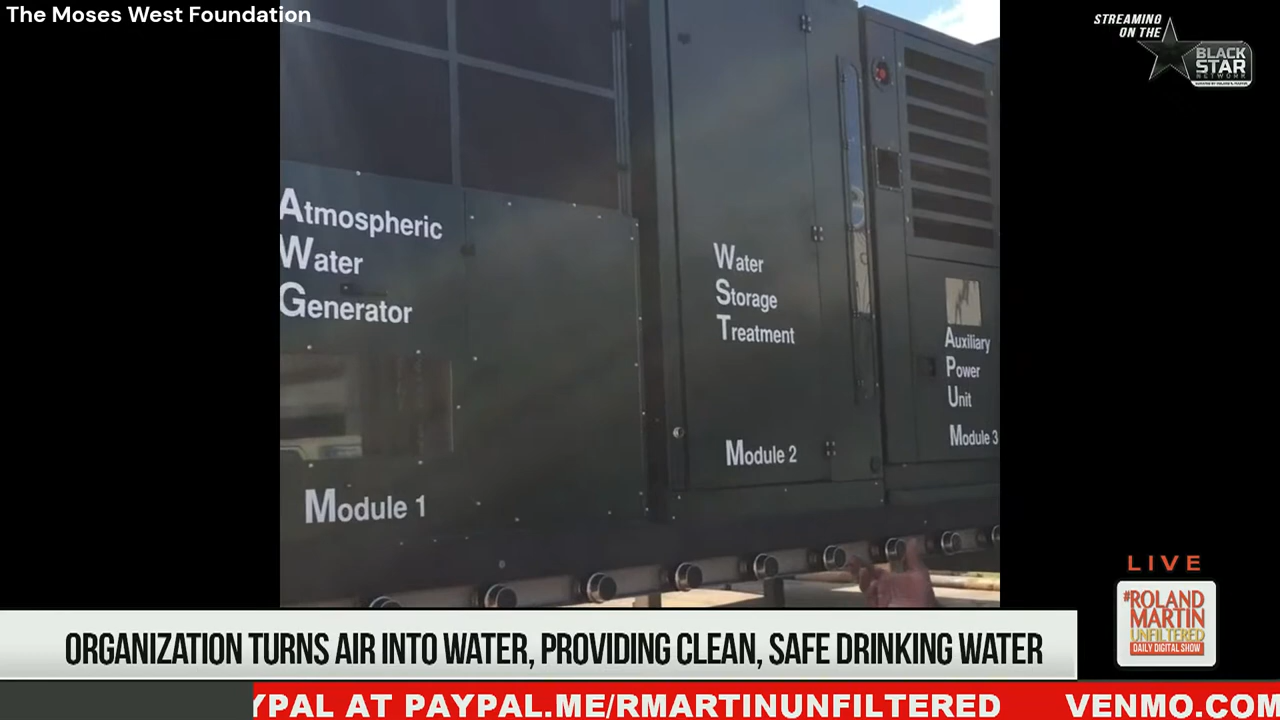 The Moses West Foundation
STREAMING
ON THE
BLACK
STAR
NETWORK
Atmospheric
Water
Generator
Module 1
Water
Storage
Treatment
Module 2
Auxiliary
Power
Unit
Module 3
LIVE
#ROLAND
MARTIN
UNFILTERED
DAILY DIGITAL SHOW
ORGANIZATION TURNS AIR INTO WATER, PROVIDING CLEAN, SAFE DRINKING WATER
YPAL AT PAYPAL.ME/RMARTINUNFILTERED VENMO.COM